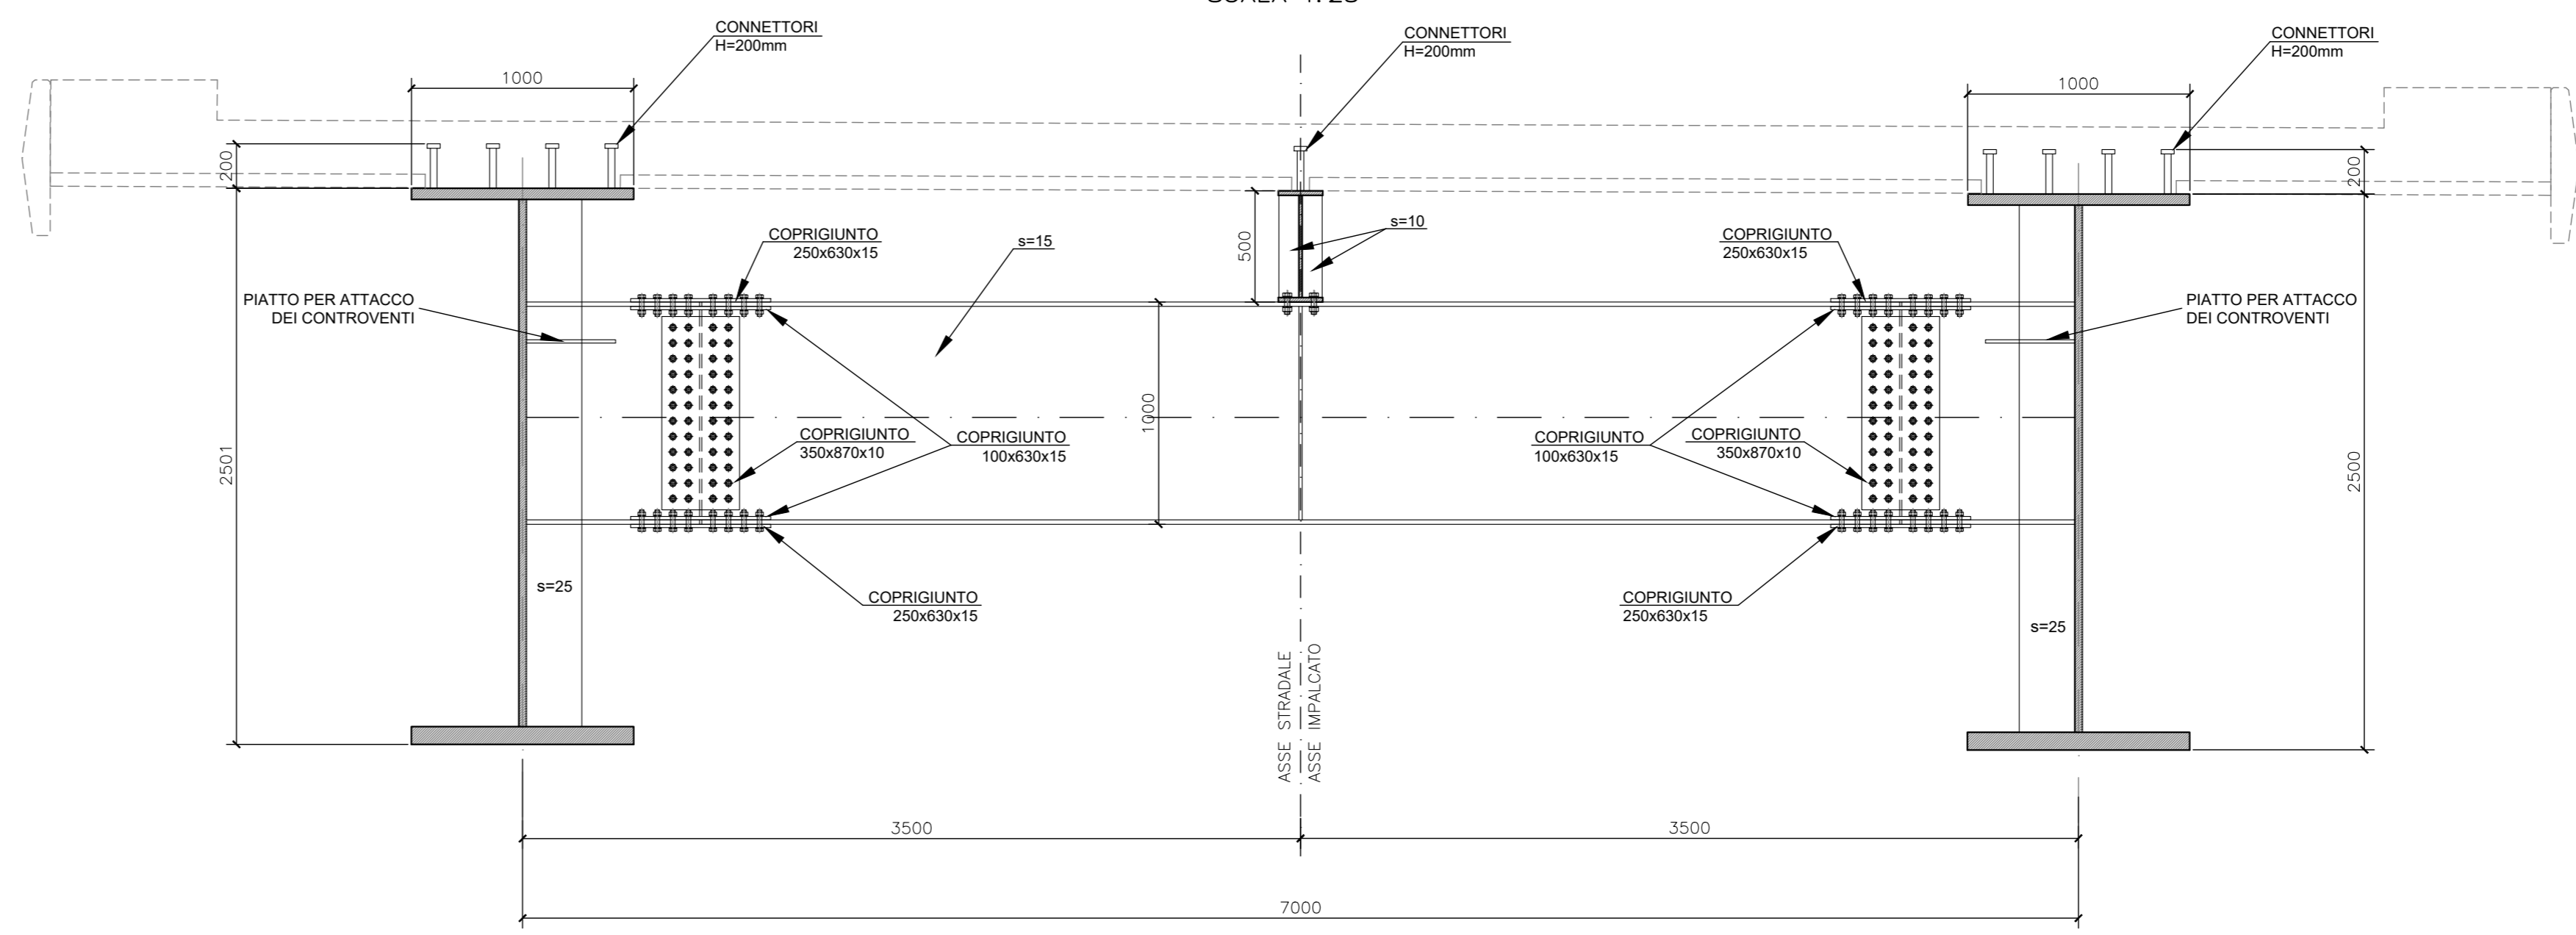 CONNETTORI
H=200mm
CONNETTORI
H=200mm
CONNETTORI
H=200mm
1000
1000
200
200
COPRIGIUNTO
250x630x15
s=15
500
s=10
COPRIGIUNTO
250x630x15
PIATTO PER ATTACCO
DEI CONTROVENTI
PIATTO PER ATTACCO
DEI CONTROVENTI
2501
COPRIGIUNTO
350x870x10
COPRIGIUNTO
100x630x15
1000
COPRIGIUNTO
100x630x15
COPRIGIUNTO
350x870x10
2500
s=25
COPRIGIUNTO
250x630x15
COPRIGIUNTO
250x630x15
s=25
ASSE STRADALE
ASSE IMPALCATO
3500
3500
7000